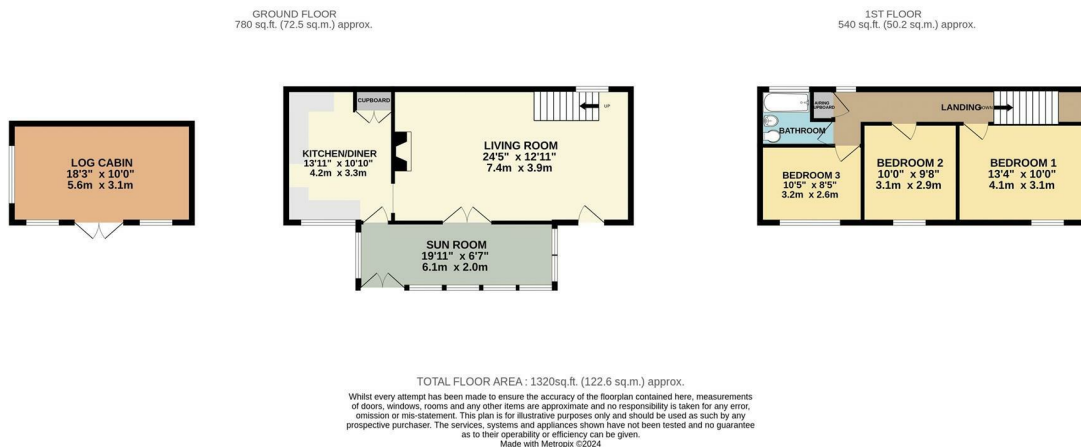 GROUND FLOOR
780 sq.ft. (72.5 sq.m.) approx.
1ST FLOOR
540 sq.ft. (50.2 sq.m.) approx.
LOG CABIN
18'3" x 10'0"
5.6m x 3.1m
CUPBOARD
KITCHEN/DINER
13'11" x 10'10"
4.2m x 3.3m
UP
LIVING ROOM
24'5" x 12'11"
7.4m x 3.9m
SUN ROOM
19'11" x 6'7"
6.1m x 2.0m
AIRING
CUPBOARD
LANDING
DOWN
BATHROOM
BEDROOM 3
10'5" x 8'5"
3.2m x 2.6m
BEDROOM 2
10'0" x 9'8"
3.1m x 2.9m
BEDROOM 1
13'4" x 10'0"
4.1m x 3.1m
TOTAL FLOOR AREA : 1320sq.ft. (122.6 sq.m.) approx.
Whilst every attempt has been made to ensure the accuracy of the floorplan contained here, measurements
of doors, windows, rooms and any other items are approximate and no responsibility is taken for any error,
omission or mis-statement. This plan is for illustrative purposes only and should be used as such by any
prospective purchaser. The services, systems and appliances shown have not been tested and no guarantee
as to their operability or efficiency can be given.
Made with Metropix ©2024